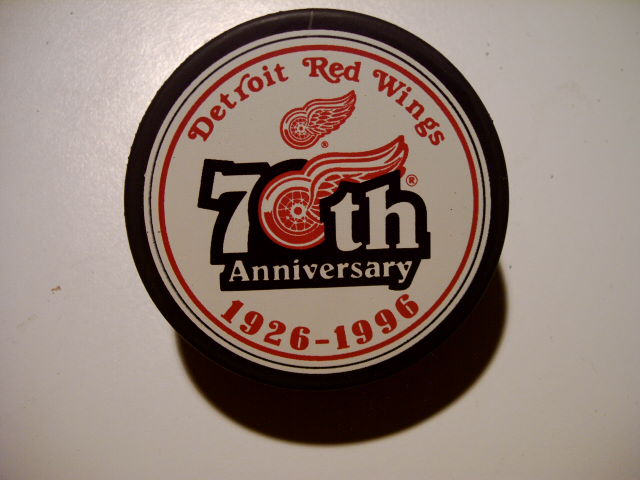 Detroit Red Wings
®
®
70th
Anniversary
1926-1996